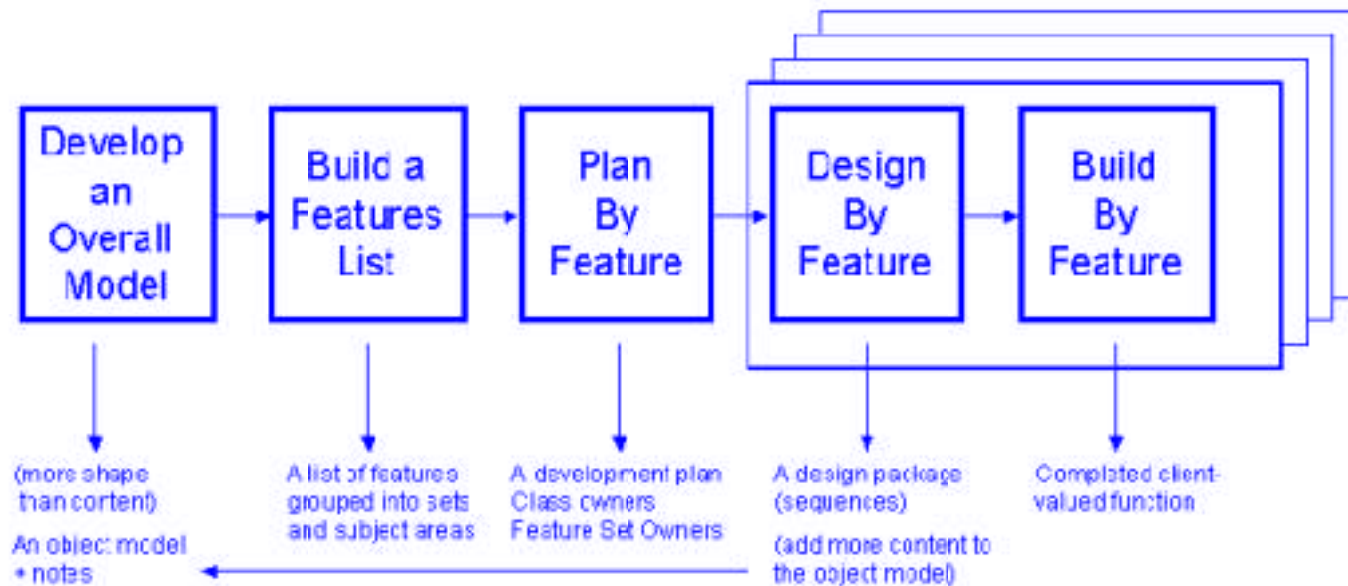 Develop
an
Overall
Model
Build a
Features
List
Plan
By
Feature
Design
By
Feature
Build
By
Feature
(more shape
than content)
An object model
+ notes
A list of features
grouped into sets
and subject areas
A development plan
Class owners
Feature Set Owners
A design package
(sequences)
(add more content to
the object model)
Completed client-
valued function